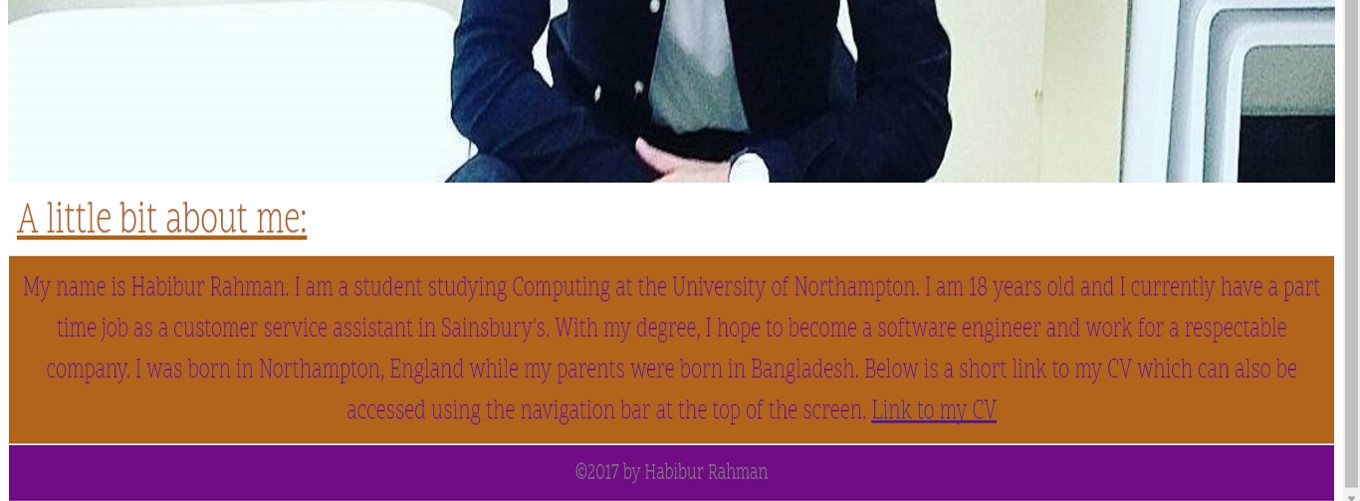 A little bit about me:
My name is Habibur Rahman. I am a student studying Computing at the University of Northampton. I am 18 years old and I currently have a part
time job as a customer service assistant in Sainsbury's. With my degree, I hope to become a software engineer and work for a respectable
company. I was born in Northampton, England while my parents were born in Bangladesh. Below is a short link to my CV which can also be
accessed using the navigation bar at the top of the screen. Link to my CV
©2017 by Habibur Rahman